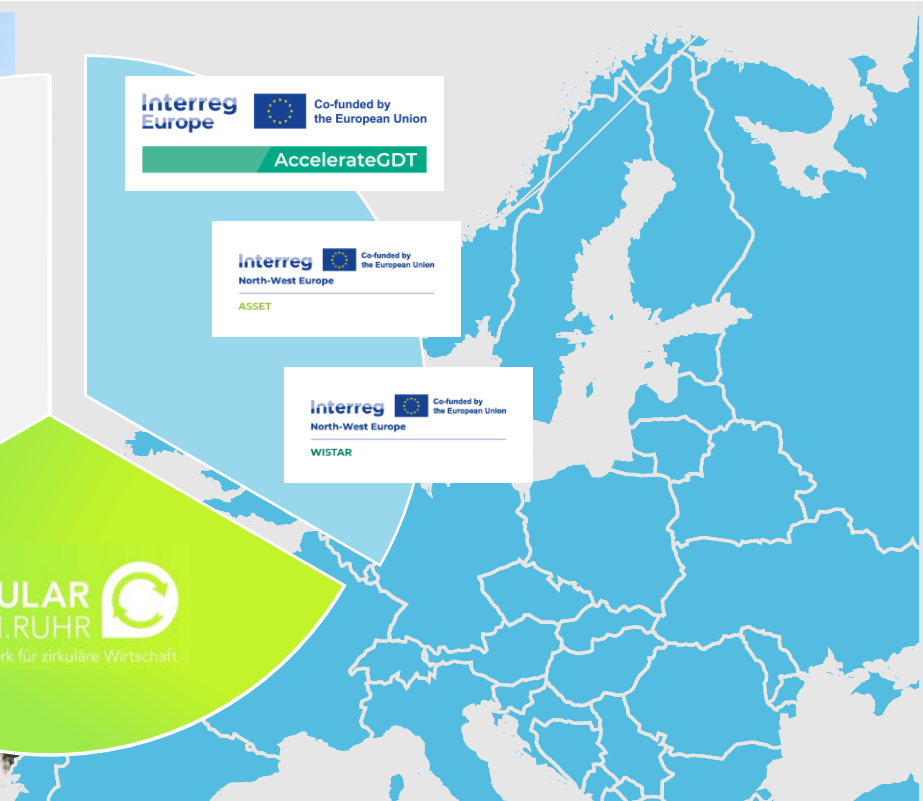 Interreg
Europe
Co-funded by
the European Union
AccelerateGDT
Interreg
Co-funded by
the European Union
North-West Europe
ASSET
Interreg
Co-funded by
the European Union
North-West Europe
WISTAR
ULAR
.RUHR
rk für zirkuläre Wirtschaft